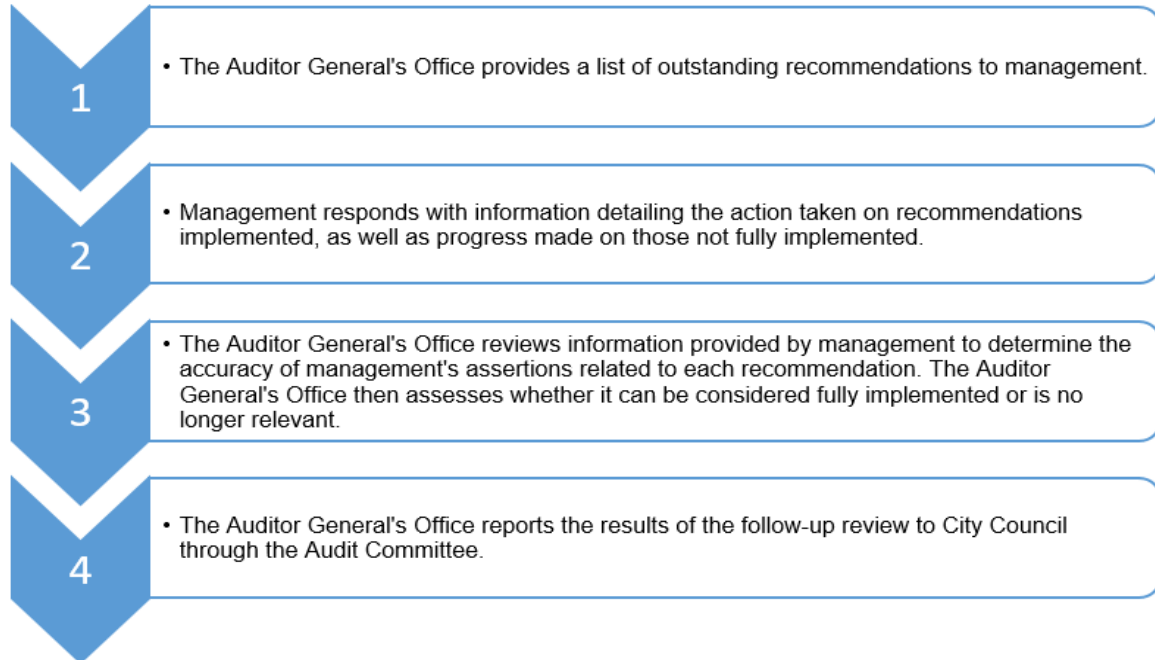 1
• The Auditor General's Office provides a list of outstanding recommendations to management.
2
• Management responds with information detailing the action taken on recommendations
implemented, as well as progress made on those not fully implemented.
3
• The Auditor General's Office reviews information provided by management to determine the
accuracy of management's assertions related to each recommendation. The Auditor
General's Office then assesses whether it can be considered fully implemented or is no
longer relevant.
4
• The Auditor General's Office reports the results of the follow-up review to City Council
through the Audit Committee.